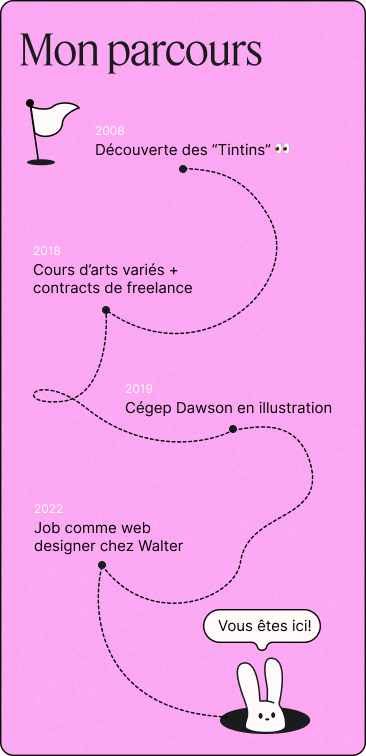 Mon parcours
2008
Découverte des “Tintins” 👀
2018
Cours d’arts variés +
contracts de freelance
2019
Cégep Dawson en illustration
2022
Job comme web
designer chez Walter
Vous êtes ici!